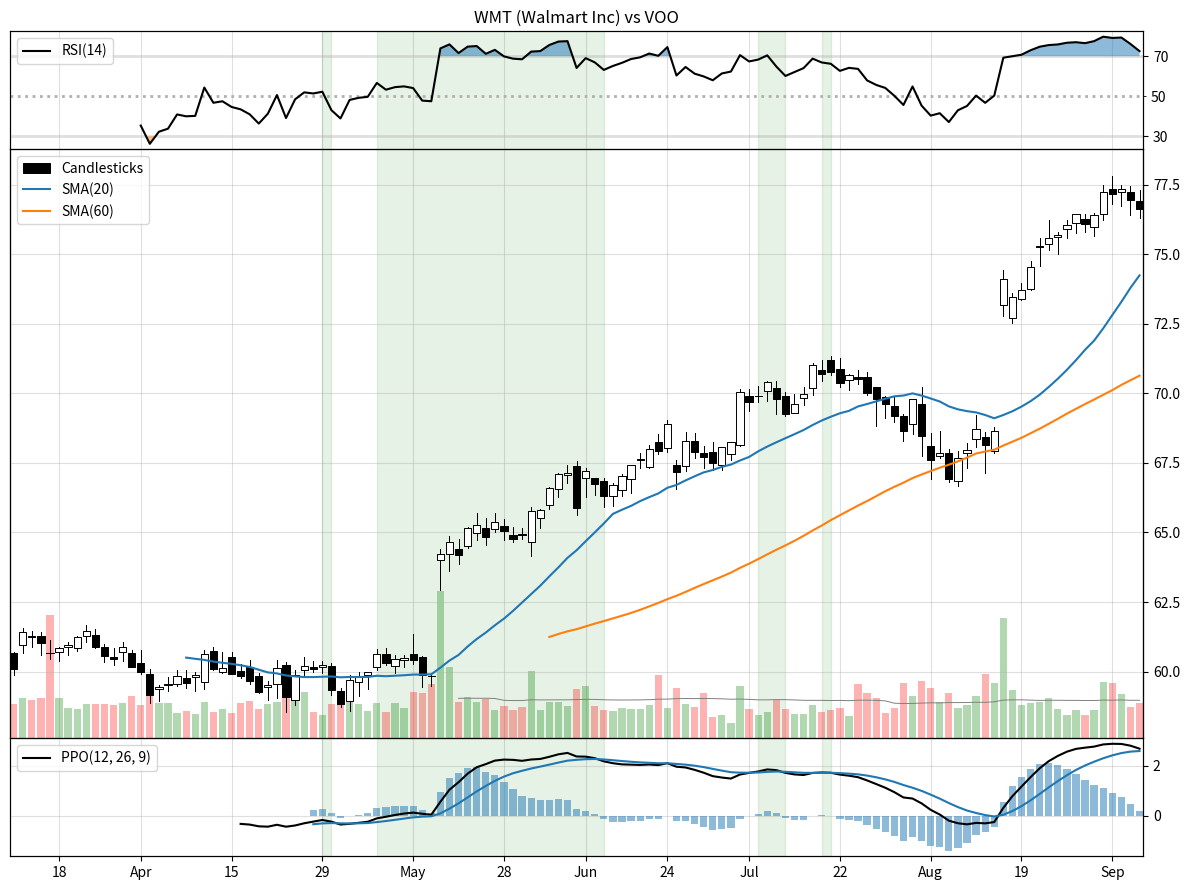 WMT (Walmart Inc) vs VOO
RSI(14)
70
50
30
Candlesticks
SMA(20)
SMA(60)
77.5
75.0
72.5
70.0
67.5
65.0
62.5
60.0
PPO(12, 26, 9)
2
0
18 Apr 15 29 May 28 Jun 24 Jul 22 Aug 19 Sep